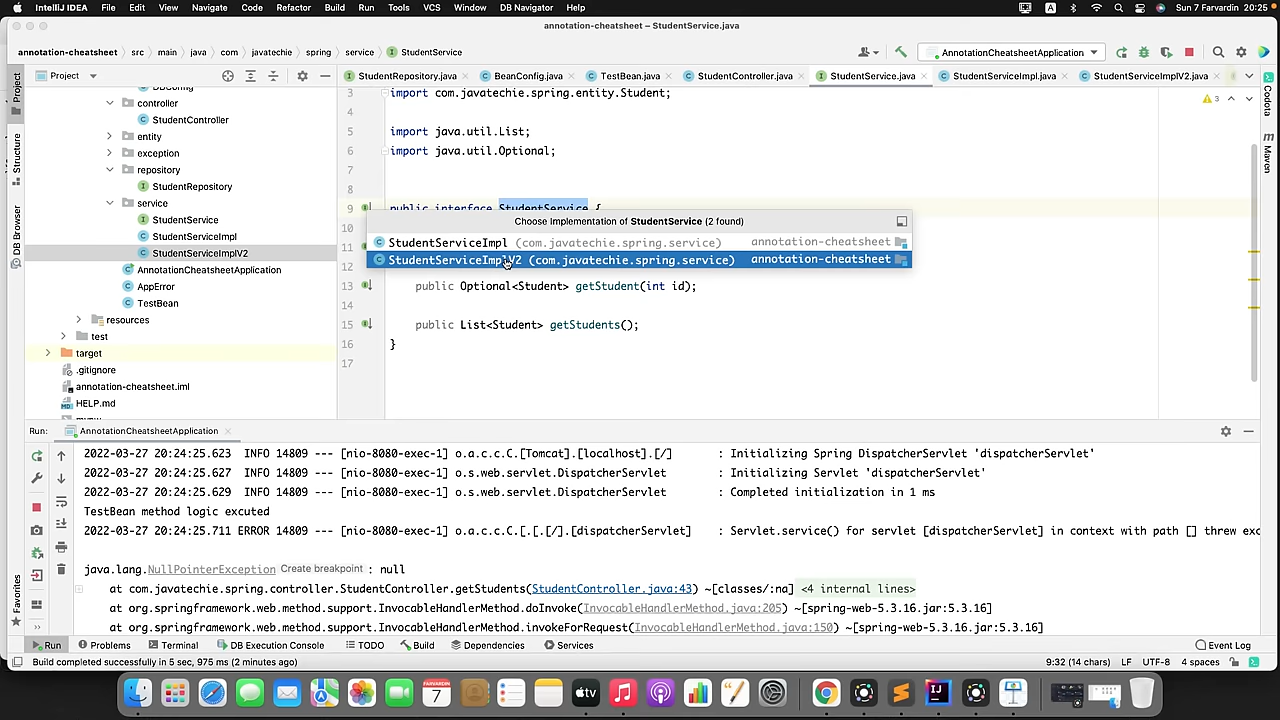 IntelliJ IDEA File Edit View Navigate Code Refactor Build Run Tools VCS Window DB Navigator Help A Sun 7 Farvardin 20:25
annotation-cheatsheet – StudentService.java
annotation-cheatsheet src main java com javatechie spring service StudentService
AnnotationCheatsheetApplication
Project
StudentRepository.java BeanConfig.java TestBean.java StudentController.java StudentService.java StudentServiceImpl.java StudentServiceImplV2.java
controller
StudentController
entity
exception
repository
StudentRepository
service
StudentService
StudentServiceImpl
StudentServiceImplV2
AnnotationCheatsheetApplication
AppError
TestBean
resources
test
target
.gitignore
annotation-cheatsheet.iml
HELP.md
3 import com.javatechie.spring.entity.Student;
4
5 import java.util.List;
6 import java.util.Optional;
7
8
9 public interface StudentService {
10
11
12
13 public Optional<Student> getStudent(int id);
14
15 public List<Student> getStudents();
16 }
17
3
Choose Implementation of StudentService (2 found)
StudentServiceImpl (com.javatechie.spring.service) annotation-cheatsheet
StudentServiceImplV2 (com.javatechie.spring.service) annotation-cheatsheet
Project
Structure
DB Browser
Favorites
Codota
Maven
Run: AnnotationCheatsheetApplication
2022-03-27 20:24:25.623 INFO 14809 --- [nio-8080-exec-1] o.a.c.c.C.[Tomcat].[localhost].[/] : Initializing Spring DispatcherServlet 'dispatcherServlet'
2022-03-27 20:24:25.627 INFO 14809 --- [nio-8080-exec-1] o.s.web.servlet.DispatcherServlet : Initializing Servlet 'dispatcherServlet'
2022-03-27 20:24:25.629 INFO 14809 --- [nio-8080-exec-1] o.s.web.servlet.DispatcherServlet : Completed initialization in 1 ms
TestBean method logic excuted
2022-03-27 20:24:25.711 ERROR 14809 --- [nio-8080-exec-1] o.a.c.c.C.[.[.[/].[dispatcherServlet] : Servlet.service() for servlet [dispatcherServlet] in context with path [] threw exc
java.lang.NullPointerException Create breakpoint : null
at com.javatechie.spring.controller.StudentController.getStudents(StudentController.java:43) ~[classes/:na] <4 internal lines>
at org.springframework.web.method.support.InvocableHandlerMethod.doInvoke(InvocableHandlerMethod.java:205) ~[spring-web-5.3.16.jar:5.3.16]
at org.springframework.web.method.support.InvocableHandlerMethod.invokeForRequest(InvocableHandlerMethod.java:150) ~[spring-web-5.3.16.jar:5.3.16]
Run Problems Terminal DB Execution Console TODO Build Dependencies Services Event Log
Build completed successfully in 5 sec, 975 ms (2 minutes ago) 9:32 (14 chars) LF UTF-8 4 spaces
FARVARDIN
7
tv